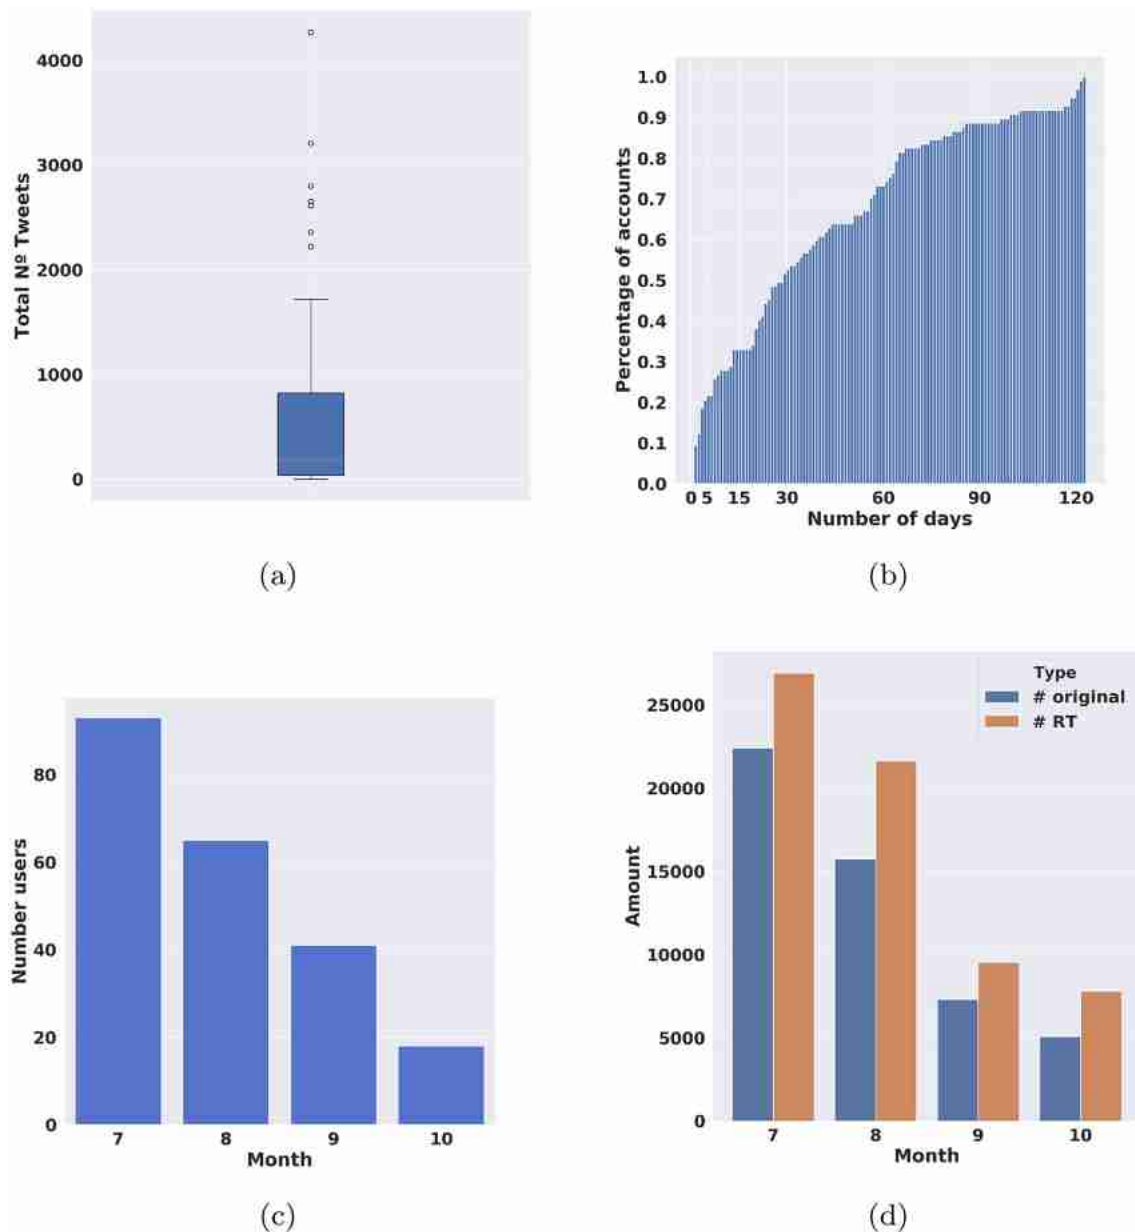 4000
3000
2000
1000
0
Total Nº Tweets
(a)
1.0
0.9
0.8
0.7
0.6
0.5
0.4
0.3
0.2
0.1
0.0
Percentage of accounts
0 5 15 30 60 90 120
Number of days
(b)
80
60
40
20
0
Number users
7 8 9 10
Month
(c)
Type
# original
# RT
25000
20000
15000
10000
5000
0
Amount
7 8 9 10
Month
(d)